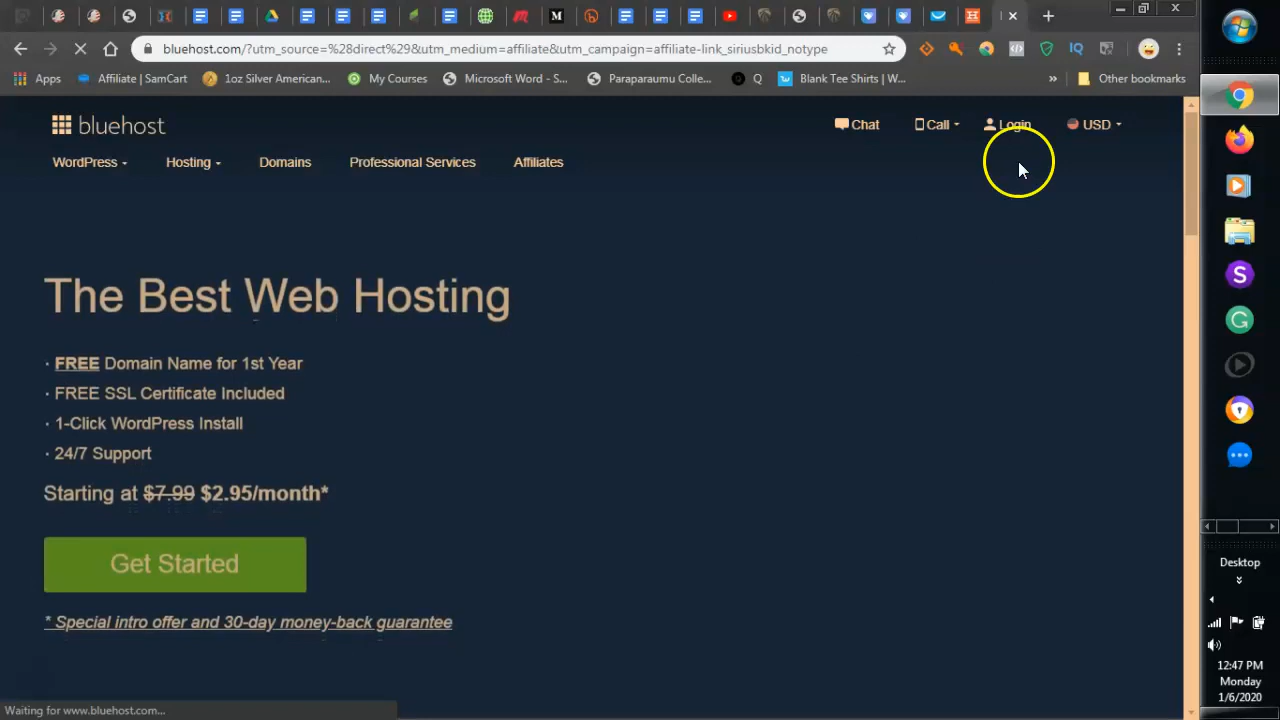 bluehost.com/?utm_source=%28direct%29&utm_medium=affiliate&utm_campaign=affiliate-link_siriusbkid_notype
Apps
Affiliate | SamCart
1oz Silver American...
My Courses
Microsoft Word - S...
Paraparaumu Colle...
Q
Blank Tee Shirts | W...
»
Other bookmarks
bluehost
Chat
Call
Login
USD
WordPress
Hosting
Domains
Professional Services
Affiliates
The Best Web Hosting
· FREE Domain Name for 1st Year
· FREE SSL Certificate Included
· 1-Click WordPress Install
· 24/7 Support
Starting at $7.99 $2.95/month*
Get Started
* Special intro offer and 30-day money-back guarantee
Waiting for www.bluehost.com...
Desktop
12:47 PM
Monday
1/6/2020